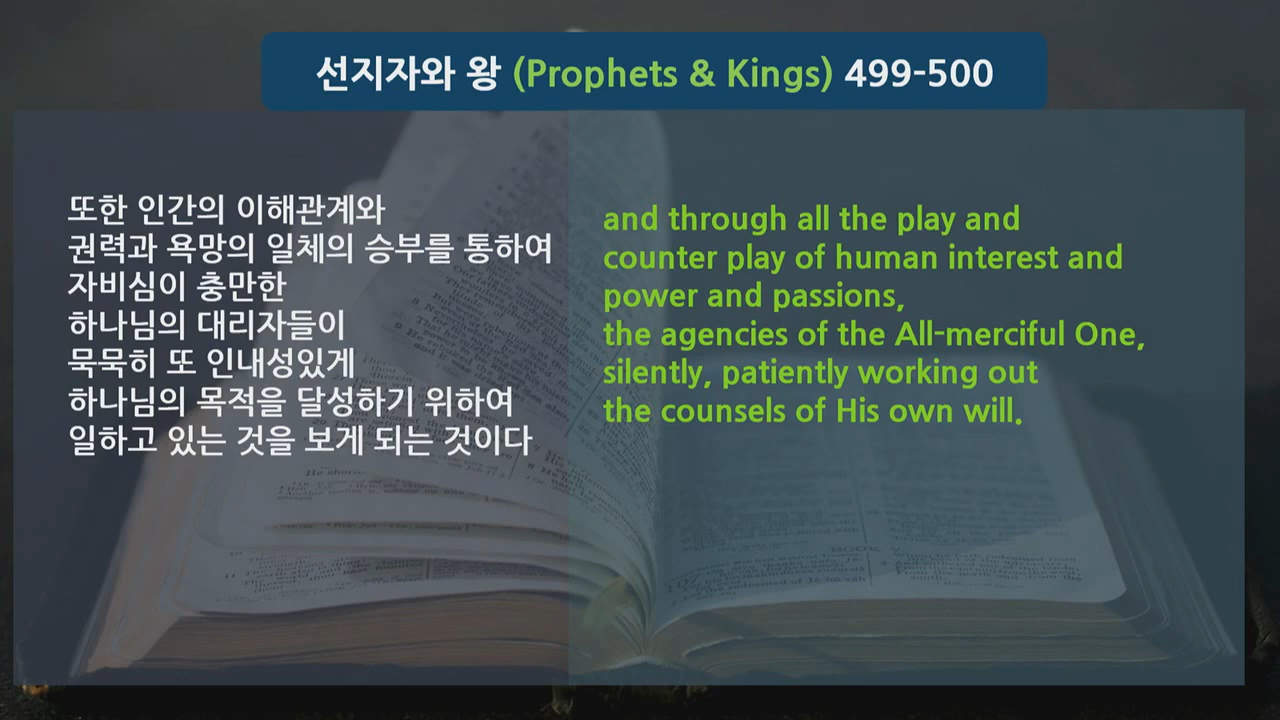 선지자와 왕 (Prophets & Kings) 499-500
또한 인간의 이해관계와
권력과 욕망의 일체의 승부를 통하여
자비심이 충만한
하나님의 대리자들이
묵묵히 또 인내성있게
하나님의 목적을 달성하기 위하여
일하고 있는 것을 보게 되는 것이다
and through all the play and
counter play of human interest and
power and passions,
the agencies of the All-merciful One,
silently, patiently working out
the counsels of His own will.